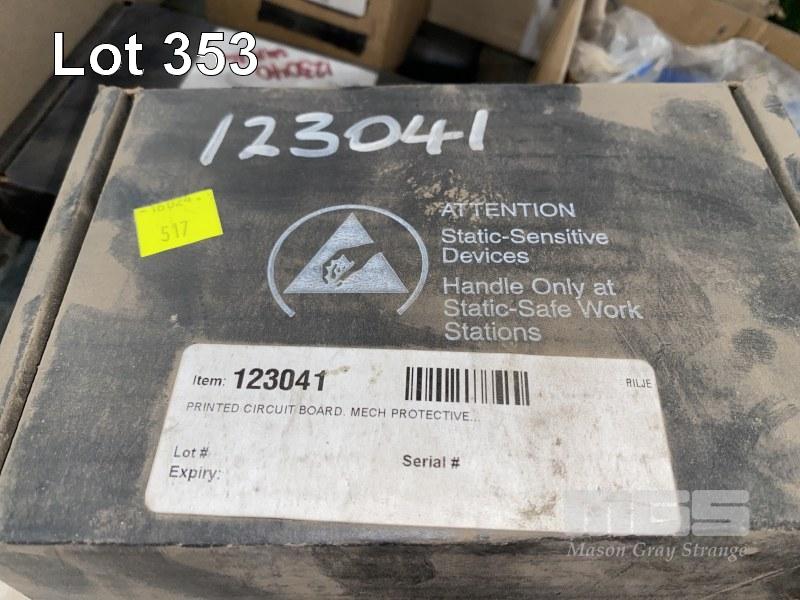 Lot 353
123041
517
ATTENTION
Static-Sensitive
Devices
Handle Only at
Static-Safe Work
Stations
Item: 123041
RILJE
PRINTED CIRCUIT BOARD. MECH PROTECTIVE...
Lot #
Serial #
Expiry:
MGS
Mason Gray Strange